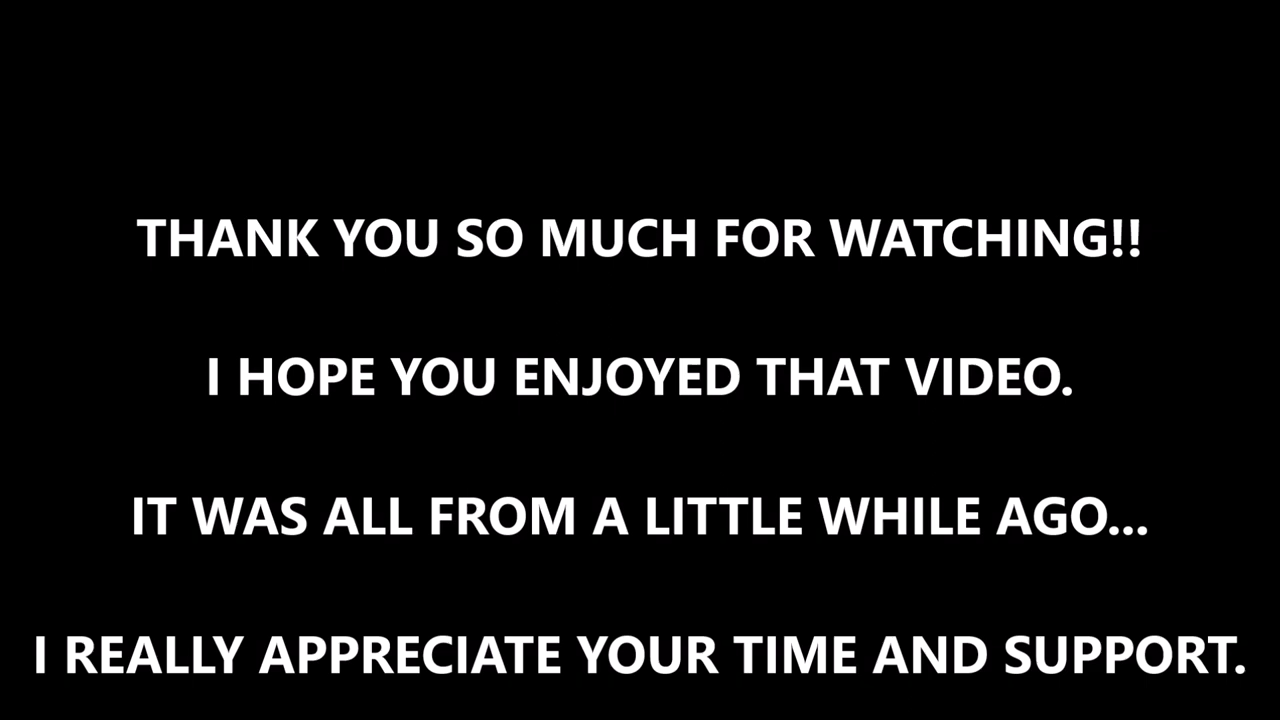 THANK YOU SO MUCH FOR WATCHING!!
I HOPE YOU ENJOYED THAT VIDEO.
IT WAS ALL FROM A LITTLE WHILE AGO...
I REALLY APPRECIATE YOUR TIME AND SUPPORT.